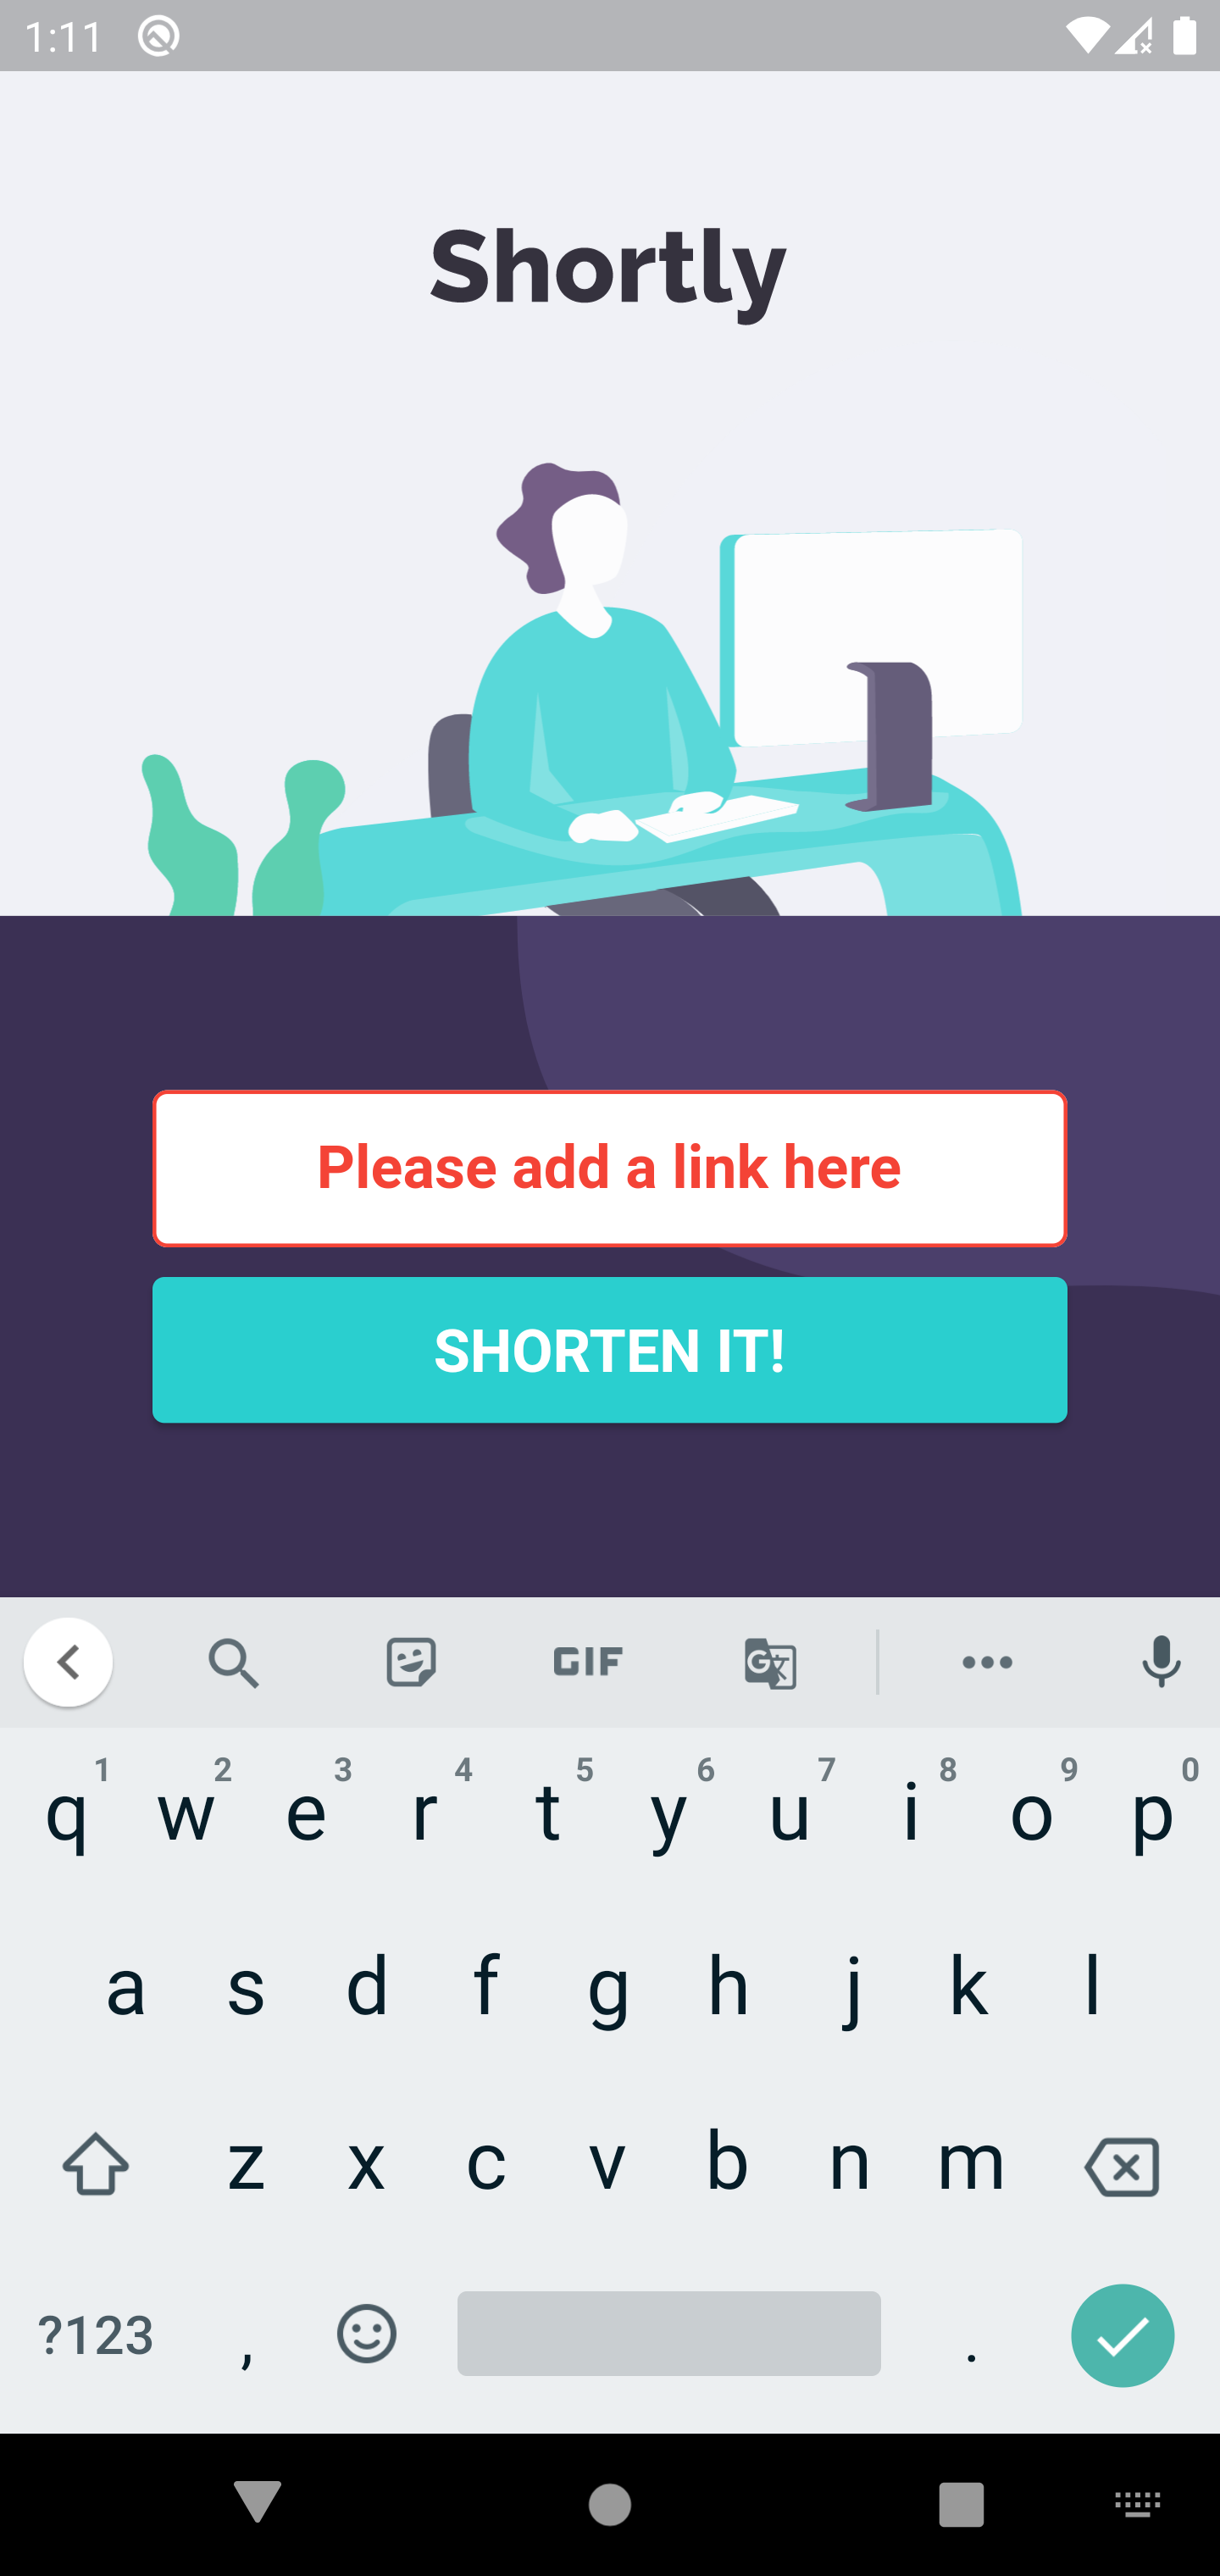 1:11
Shortly
Please add a link here
SHORTEN IT!
GIF
G 文
1 2 3 4 5 6 7 8 9 0
q w e r t y u i o p
a s d f g h j k l
z x c v b n m
?123 , .